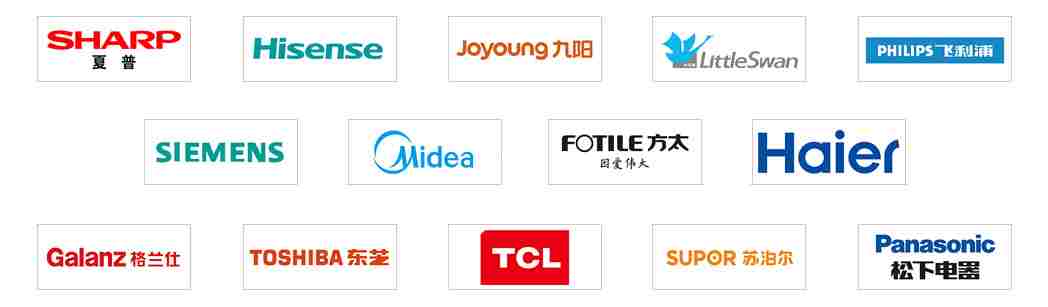 SHARP
夏普
Hisense
Joyoung 九阳
LittleSwan
PHILIPS 飞利浦
SIEMENS
Midea
FOTILE 方太
因爱伟大
Haier
Galanz 格兰仕
TOSHIBA 东芝
TCL
SUPOR 苏泊尔
Panasonic
松下电器